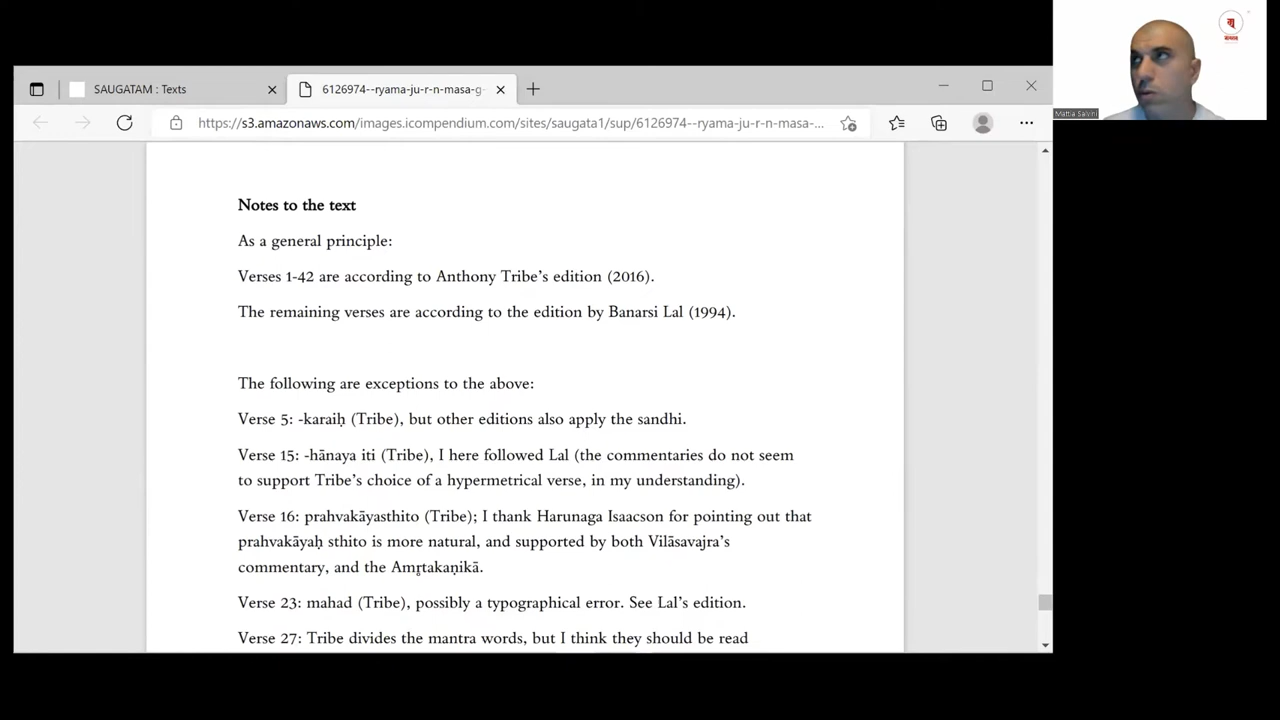 SAUGATAM : Texts
6126974--ryama-ju-r-n-masa-g-
https://s3.amazonaws.com/images.icompendium.com/sites/saugata1/sup/6126974--ryama-ju-r-n-masa-...
Notes to the text
As a general principle:
Verses 1-42 are according to Anthony Tribe’s edition (2016).
The remaining verses are according to the edition by Banarsi Lal (1994).
The following are exceptions to the above:
Verse 5: -karaiḥ (Tribe), but other editions also apply the sandhi.
Verse 15: -hānaya iti (Tribe), I here followed Lal (the commentaries do not seem
to support Tribe’s choice of a hypermetrical verse, in my understanding).
Verse 16: prahvakāyasthito (Tribe); I thank Harunaga Isaacson for pointing out that
prahvakāyaḥ sthito is more natural, and supported by both Vilāsavajra’s
commentary, and the Amṛtakaṇikā.
Verse 23: mahad (Tribe), possibly a typographical error. See Lal’s edition.
Verse 27: Tribe divides the mantra words, but I think they should be read